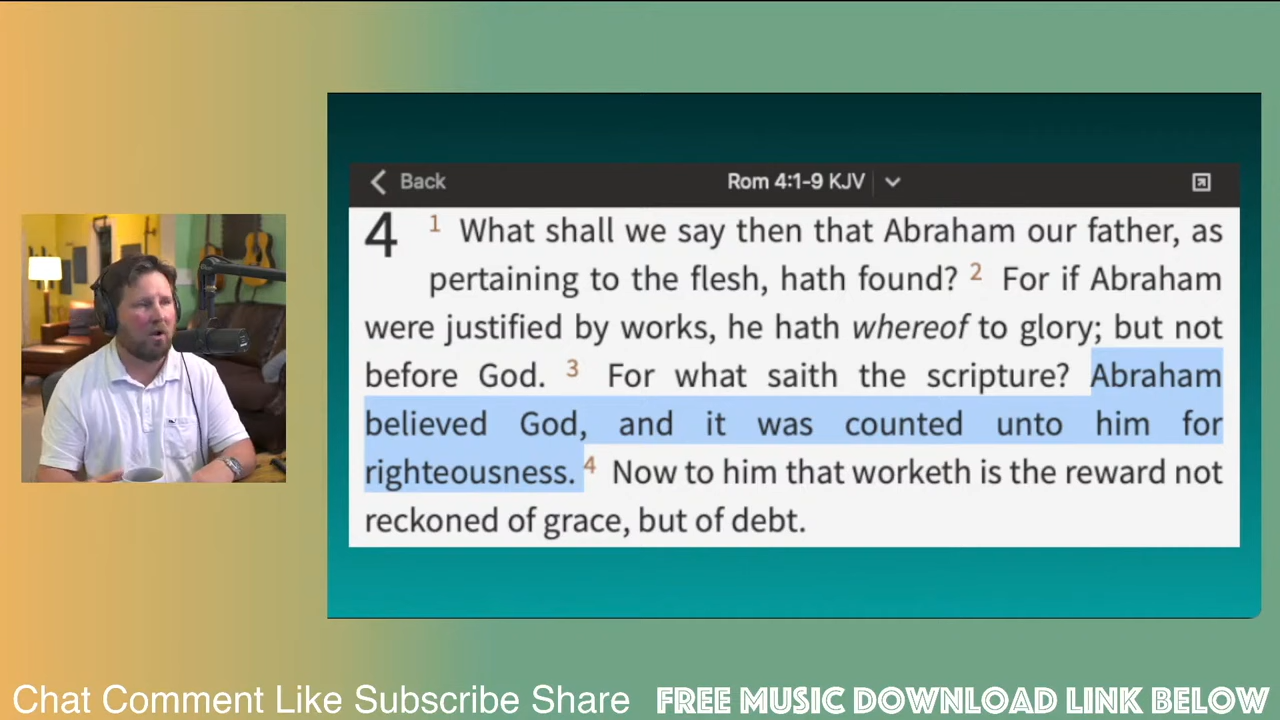 Back
Rom 4:1-9 KJV
4 1 What shall we say then that Abraham our father, as
pertaining to the flesh, hath found? 2 For if Abraham
were justified by works, he hath whereof to glory; but not
before God. 3 For what saith the scripture? Abraham
believed God, and it was counted unto him for
righteousness. 4 Now to him that worketh is the reward not
reckoned of grace, but of debt.
Chat Comment Like Subscribe Share
FREE MUSIC DOWNLOAD LINK BELOW